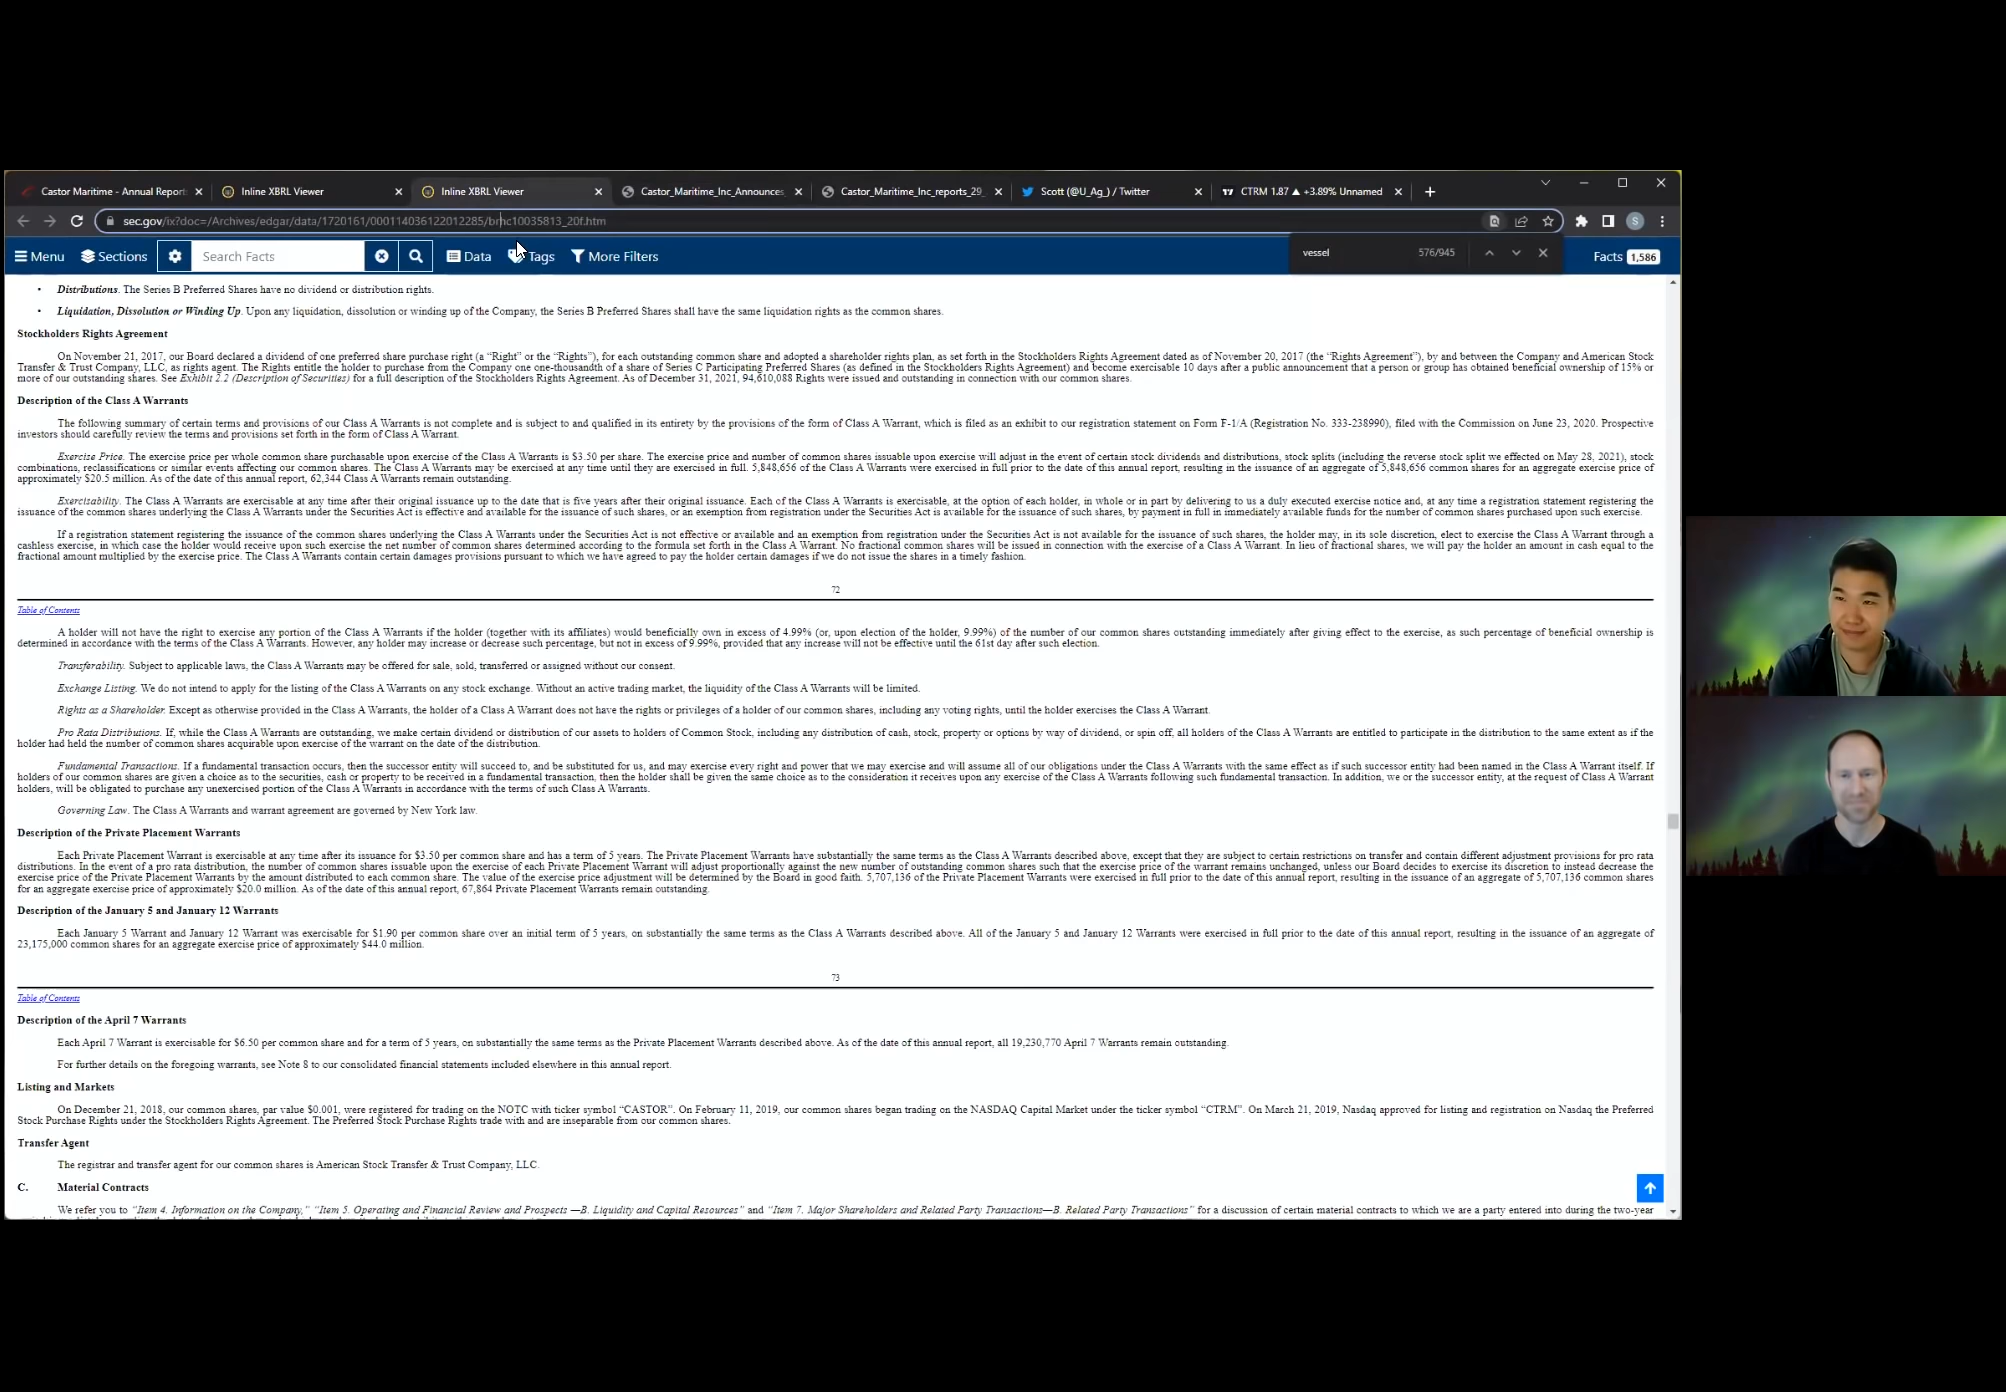 Castor Maritime - Annual Report
Inline XBRL Viewer
Inline XBRL Viewer
Castor_Maritime_Inc_Announces_
Castor_Maritime_Inc_reports_29_
Scott (@U_Ag_) / Twitter
CTRM 1.87 ▲ +3.89% Unnamed
sec.gov/ix?doc=/Archives/edgar/data/1720161/000114036122012285/brhc10035813_20f.htm
S
Menu
Sections
Search Facts
Data
Tags
More Filters
vessel
576/945
Facts 1,586
• Distributions. The Series B Preferred Shares have no dividend or distribution rights.
• Liquidation, Dissolution or Winding Up. Upon any liquidation, dissolution or winding up of the Company, the Series B Preferred Shares shall have the same liquidation rights as the common shares.
Stockholders Rights Agreement
On November 21, 2017, our Board declared a dividend of one preferred share purchase right (a “Right” or the “Rights”), for each outstanding common share and adopted a shareholder rights plan, as set forth in the Stockholders Rights Agreement dated as of November 20, 2017 (the “Rights Agreement”), by and between the Company and American Stock
Transfer & Trust Company, LLC, as rights agent. The Rights entitle the holder to purchase from the Company one one-thousandth of a share of Series C Participating Preferred Shares (as defined in the Stockholders Rights Agreement) and become exercisable 10 days after a public announcement that a person or group has obtained beneficial ownership of 15% or
more of our outstanding shares. See Exhibit 2.2 (Description of Securities) for a full description of the Stockholders Rights Agreement. As of December 31, 2021, 94,610,088 Rights were issued and outstanding in connection with our common shares.
Description of the Class A Warrants
The following summary of certain terms and provisions of our Class A Warrants is not complete and is subject to and qualified in its entirety by the provisions of the form of Class A Warrant, which is filed as an exhibit to our registration statement on Form F-1/A (Registration No. 333-238990), filed with the Commission on June 23, 2020. Prospective
investors should carefully review the terms and provisions set forth in the form of Class A Warrant.
Exercise Price. The exercise price per whole common share purchasable upon exercise of the Class A Warrants is $3.50 per share. The exercise price and number of common shares issuable upon exercise will adjust in the event of certain stock dividends and distributions, stock splits (including the reverse stock split we effected on May 28, 2021), stock
combinations, reclassifications or similar events affecting our common shares. The Class A Warrants may be exercised at any time until they are exercised in full. 5,848,656 of the Class A Warrants were exercised in full prior to the date of this annual report, resulting in the issuance of an aggregate of 5,848,656 common shares for an aggregate exercise price of
approximately $20.5 million. As of the date of this annual report, 62,344 Class A Warrants remain outstanding.
Exercisability. The Class A Warrants are exercisable at any time after their original issuance up to the date that is five years after their original issuance. Each of the Class A Warrants is exercisable, at the option of each holder, in whole or in part by delivering to us a duly executed exercise notice and, at any time a registration statement registering the
issuance of the common shares underlying the Class A Warrants under the Securities Act is effective and available for the issuance of such shares, or an exemption from registration under the Securities Act is available for the issuance of such shares, by payment in full in immediately available funds for the number of common shares purchased upon such exercise.
If a registration statement registering the issuance of the common shares underlying the Class A Warrants under the Securities Act is not effective or available and an exemption from registration under the Securities Act is not available for the issuance of such shares, the holder may, in its sole discretion, elect to exercise the Class A Warrant through a
cashless exercise, in which case the holder would receive upon such exercise the net number of common shares determined according to the formula set forth in the Class A Warrant. No fractional common shares will be issued in connection with the exercise of a Class A Warrant. In lieu of fractional shares, we will pay the holder an amount in cash equal to the
fractional amount multiplied by the exercise price. The Class A Warrants contain certain damages provisions pursuant to which we have agreed to pay the holder certain damages if we do not issue the shares in a timely fashion.
72
Table of Contents
A holder will not have the right to exercise any portion of the Class A Warrants if the holder (together with its affiliates) would beneficially own in excess of 4.99% (or, upon election of the holder, 9.99%) of the number of our common shares outstanding immediately after giving effect to the exercise, as such percentage of beneficial ownership is
determined in accordance with the terms of the Class A Warrants. However, any holder may increase or decrease such percentage, but not in excess of 9.99%, provided that any increase will not be effective until the 61st day after such election.
Transferability. Subject to applicable laws, the Class A Warrants may be offered for sale, sold, transferred or assigned without our consent.
Exchange Listing. We do not intend to apply for the listing of the Class A Warrants on any stock exchange. Without an active trading market, the liquidity of the Class A Warrants will be limited.
Rights as a Shareholder. Except as otherwise provided in the Class A Warrants, the holder of a Class A Warrant does not have the rights or privileges of a holder of our common shares, including any voting rights, until the holder exercises the Class A Warrant.
Pro Rata Distributions. If, while the Class A Warrants are outstanding, we make certain dividend or distribution of our assets to holders of Common Stock, including any distribution of cash, stock, property or options by way of dividend, or spin off, all holders of the Class A Warrants are entitled to participate in the distribution to the same extent as if the
holder had held the number of common shares acquirable upon exercise of the warrant on the date of the distribution.
Fundamental Transactions. If a fundamental transaction occurs, then the successor entity will succeed to, and be substituted for us, and may exercise every right and power that we may exercise and will assume all of our obligations under the Class A Warrants with the same effect as if such successor entity had been named in the Class A Warrant itself. If
holders of our common shares are given a choice as to the securities, cash or property to be received in a fundamental transaction, then the holder shall be given the same choice as to the consideration it receives upon any exercise of the Class A Warrants following such fundamental transaction. In addition, we or the successor entity, at the request of Class A Warrant
holders, will be obligated to purchase any unexercised portion of the Class A Warrants in accordance with the terms of such Class A Warrants.
Governing Law. The Class A Warrants and warrant agreement are governed by New York law.
Description of the Private Placement Warrants
Each Private Placement Warrant is exercisable at any time after its issuance for $3.50 per common share and has a term of 5 years. The Private Placement Warrants have substantially the same terms as the Class A Warrants described above, except that they are subject to certain restrictions on transfer and contain different adjustment provisions for pro rata
distributions. In the event of a pro rata distribution, the number of common shares issuable upon the exercise of each Private Placement Warrant will adjust proportionally against the new number of outstanding common shares such that the exercise price of the warrant remains unchanged, unless our Board decides to exercise its discretion to instead decrease the
exercise price of the Private Placement Warrants by the amount distributed to each common share. The value of the exercise price adjustment will be determined by the Board in good faith. 5,707,136 of the Private Placement Warrants were exercised in full prior to the date of this annual report, resulting in the issuance of an aggregate of 5,707,136 common shares
for an aggregate exercise price of approximately $20.0 million. As of the date of this annual report, 67,864 Private Placement Warrants remain outstanding.
Description of the January 5 and January 12 Warrants
Each January 5 Warrant and January 12 Warrant was exercisable for $1.90 per common share over an initial term of 5 years, on substantially the same terms as the Class A Warrants described above. All of the January 5 and January 12 Warrants were exercised in full prior to the date of this annual report, resulting in the issuance of an aggregate of
23,175,000 common shares for an aggregate exercise price of approximately $44.0 million.
73
Table of Contents
Description of the April 7 Warrants
Each April 7 Warrant is exercisable for $6.50 per common share and for a term of 5 years, on substantially the same terms as the Private Placement Warrants described above. As of the date of this annual report, all 19,230,770 April 7 Warrants remain outstanding.
For further details on the foregoing warrants, see Note 8 to our consolidated financial statements included elsewhere in this annual report.
Listing and Markets
On December 21, 2018, our common shares, par value $0.001, were registered for trading on the NOTC with ticker symbol “CASTOR”. On February 11, 2019, our common shares began trading on the NASDAQ Capital Market under the ticker symbol “CTRM”. On March 21, 2019, Nasdaq approved for listing and registration on Nasdaq the Preferred
Stock Purchase Rights under the Stockholders Rights Agreement. The Preferred Stock Purchase Rights trade with and are inseparable from our common shares.
Transfer Agent
The registrar and transfer agent for our common shares is American Stock Transfer & Trust Company, LLC.
C. Material Contracts
We refer you to “Item 4. Information on the Company,” “Item 5. Operating and Financial Review and Prospects —B. Liquidity and Capital Resources” and “Item 7. Major Shareholders and Related Party Transactions—B. Related Party Transactions” for a discussion of certain material contracts to which we are a party entered into during the two-year